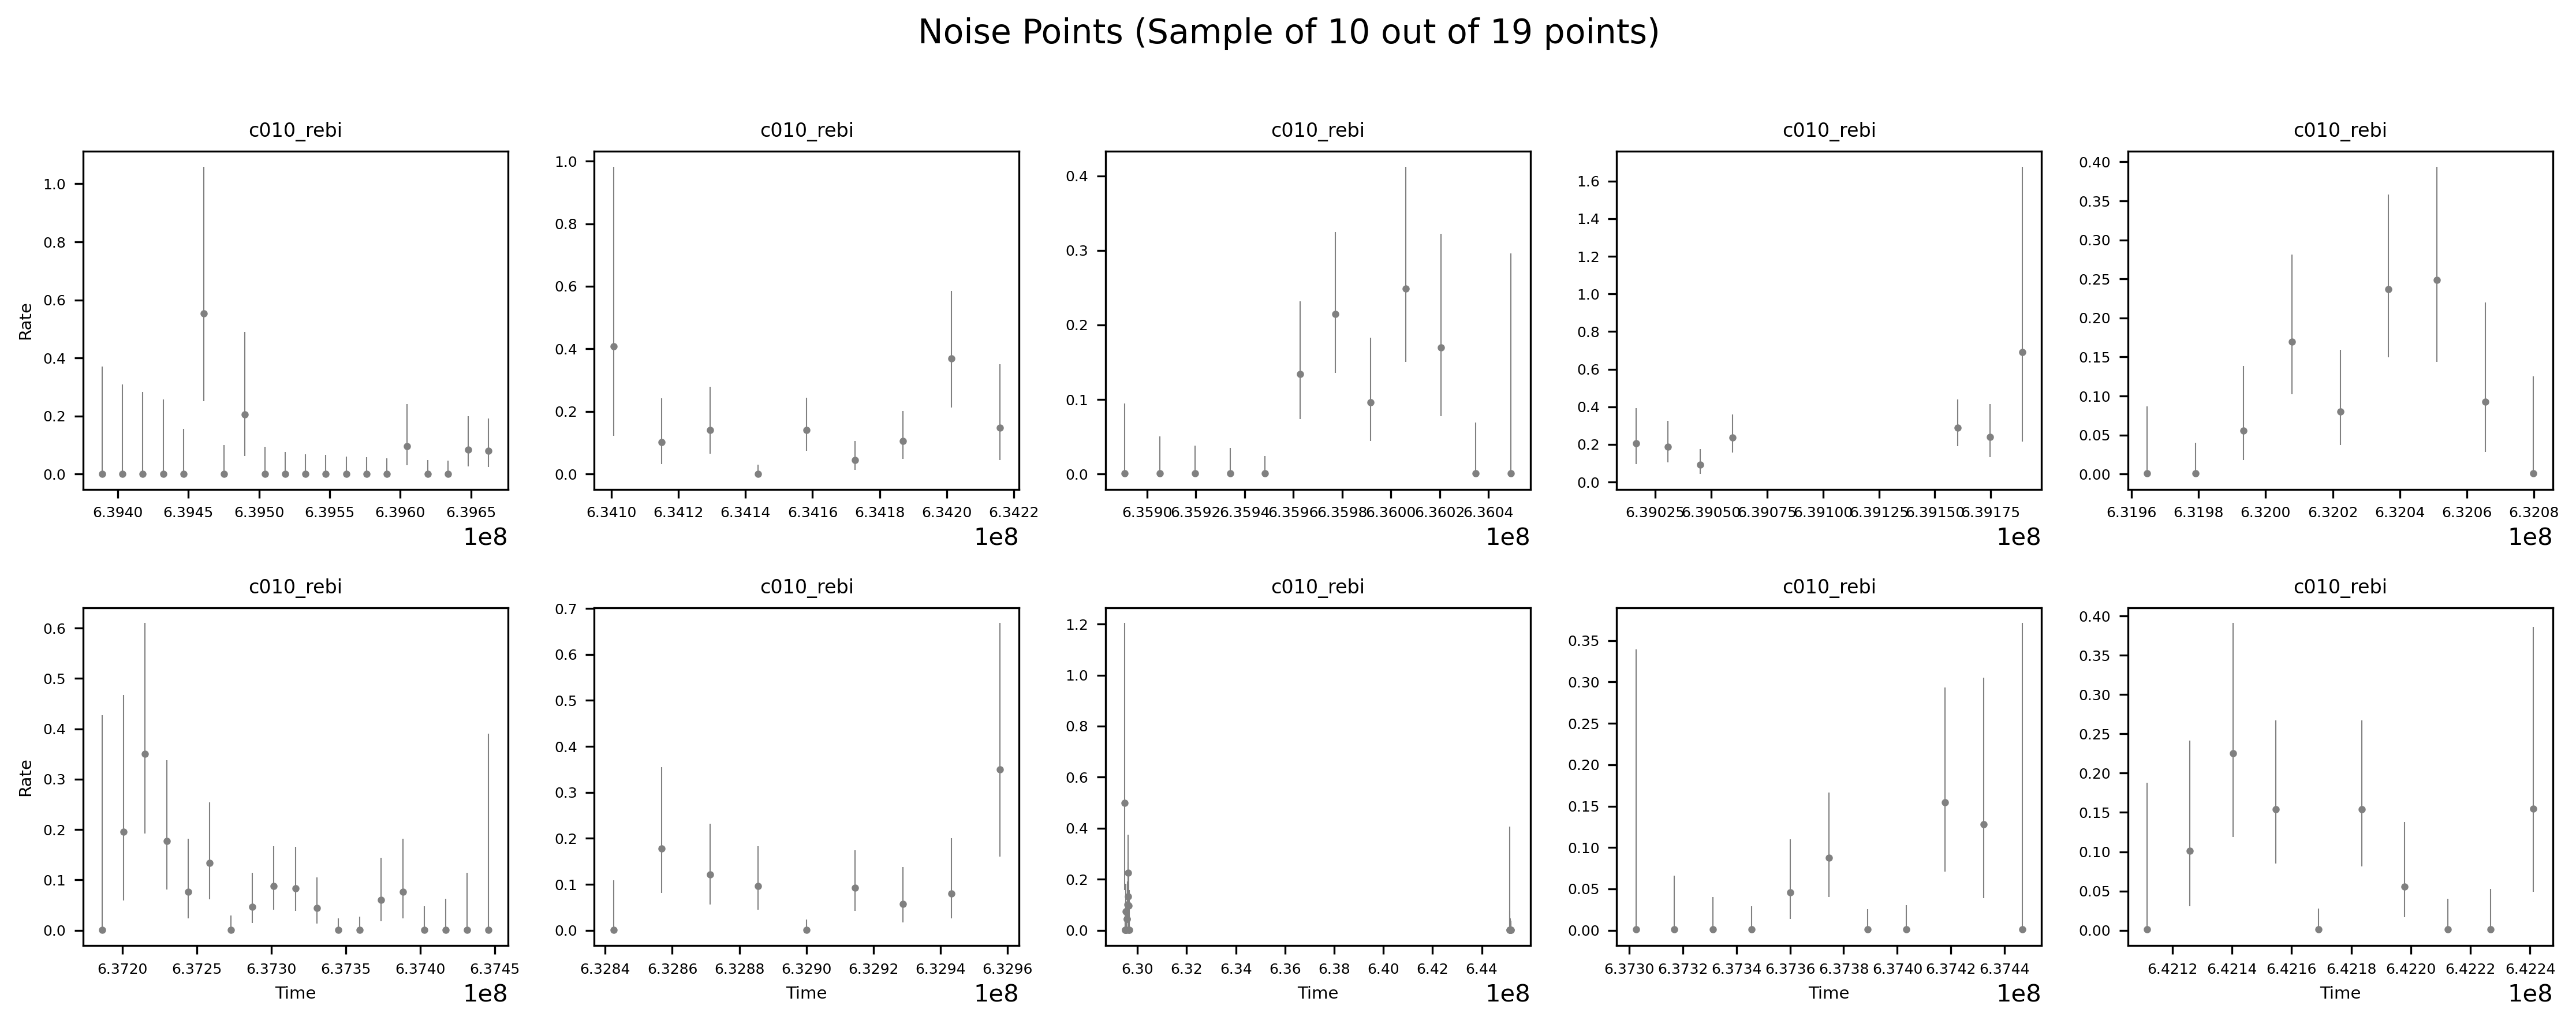 Noise Points (Sample of 10 out of 19 points)
c010_rebi c010_rebi c010_rebi c010_rebi c010_rebi
Rate
1.0
0.8
0.6
0.4
0.2
0.0
6.3940 6.3945 6.3950 6.3955 6.3960 6.3965
1e8
1.0
0.8
0.6
0.4
0.2
0.0
6.3410 6.3412 6.3414 6.3416 6.3418 6.3420 6.3422
1e8
0.4
0.3
0.2
0.1
0.0
6.3590 6.3592 6.3594 6.3596 6.3598 6.3600 6.3602 6.3604
1e8
1.6
1.4
1.2
1.0
0.8
0.6
0.4
0.2
0.0
6.39025 6.39050 6.39075 6.39100 6.39125 6.39150 6.39175
1e8
0.40
0.35
0.30
0.25
0.20
0.15
0.10
0.05
0.00
6.3196 6.3198 6.3200 6.3202 6.3204 6.3206 6.3208
1e8
c010_rebi c010_rebi c010_rebi c010_rebi c010_rebi
Rate
0.6
0.5
0.4
0.3
0.2
0.1
0.0
6.3720 6.3725 6.3730 6.3735 6.3740 6.3745
Time
1e8
0.7
0.6
0.5
0.4
0.3
0.2
0.1
0.0
6.3284 6.3286 6.3288 6.3290 6.3292 6.3294 6.3296
Time
1e8
1.2
1.0
0.8
0.6
0.4
0.2
0.0
6.30 6.32 6.34 6.36 6.38 6.40 6.42 6.44
Time
1e8
0.35
0.30
0.25
0.20
0.15
0.10
0.05
0.00
6.3730 6.3732 6.3734 6.3736 6.3738 6.3740 6.3742 6.3744
Time
1e8
0.40
0.35
0.30
0.25
0.20
0.15
0.10
0.05
0.00
6.4212 6.4214 6.4216 6.4218 6.4220 6.4222 6.4224
Time
1e8